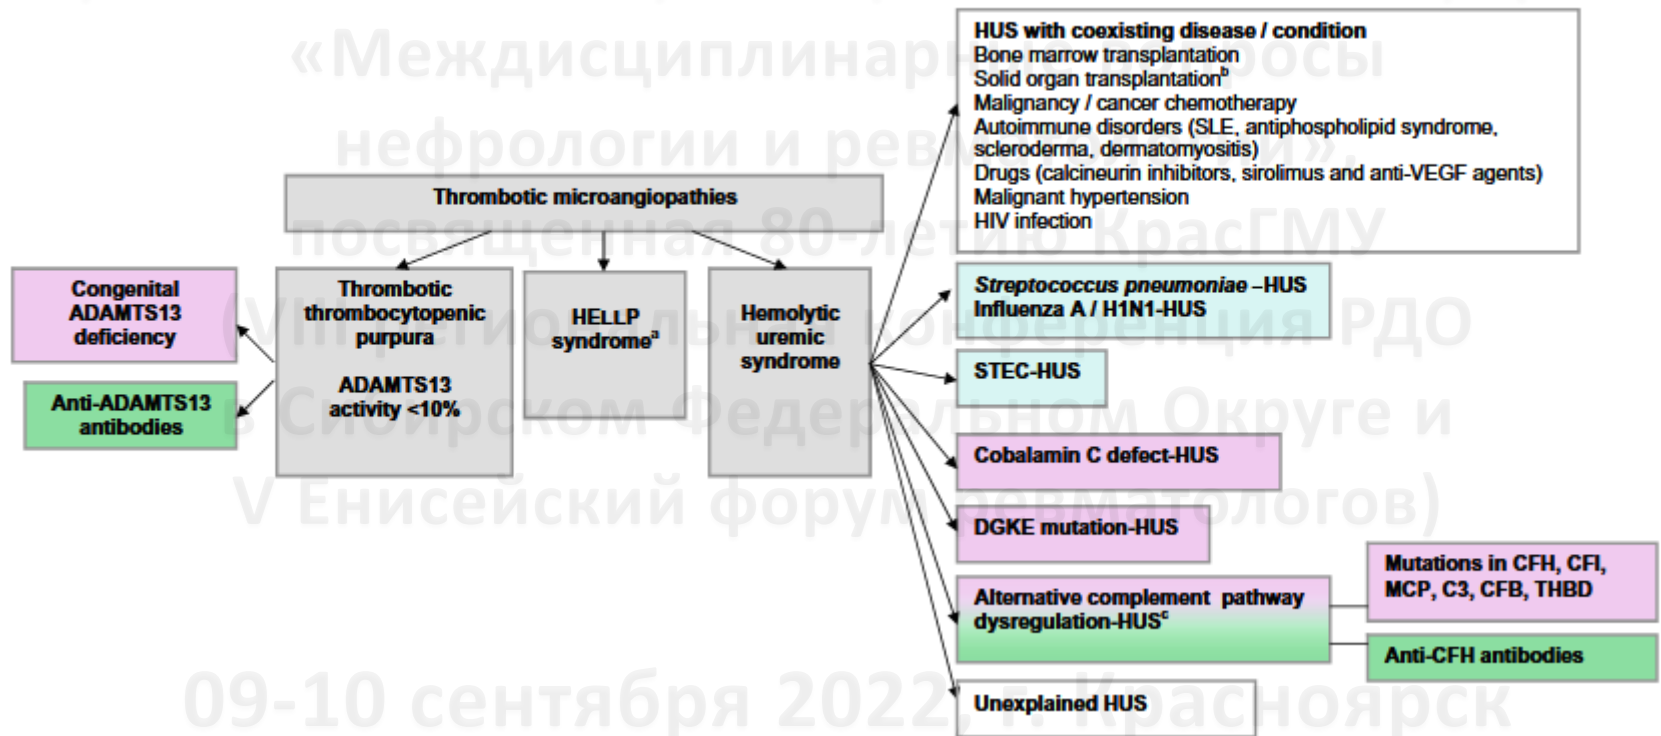 «Междисциплинарные вопросы
нефрологии и ревматологии»,
посвященная 80-летию КрасГМУ
(VIII региональная конференция РДО
в Сибирском Федеральном Округе и
V Енисейский форум ревматологов)
09-10 сентября 2022, г. Красноярск
Thrombotic microangiopathies
Congenital
ADAMTS13
deficiency
Anti-ADAMTS13
antibodies
Thrombotic
thrombocytopenic
purpura
ADAMTS13
activity <10%
HELLP
syndromeᵃ
Hemolytic
uremic
syndrome
HUS with coexisting disease / condition
Bone marrow transplantation
Solid organ transplantationᵇ
Malignancy / cancer chemotherapy
Autoimmune disorders (SLE, antiphospholipid syndrome,
scleroderma, dermatomyositis)
Drugs (calcineurin inhibitors, sirolimus and anti-VEGF agents)
Malignant hypertension
HIV infection
Streptococcus pneumoniae –HUS
Influenza A / H1N1-HUS
STEC-HUS
Cobalamin C defect-HUS
DGKE mutation-HUS
Alternative complement pathway
dysregulation-HUSᶜ
Mutations in CFH, CFI,
MCP, C3, CFB, THBD
Anti-CFH antibodies
Unexplained HUS